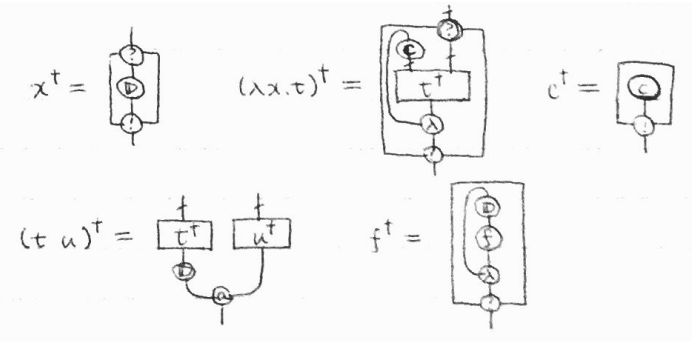 x† =
?
D
!
(λx.t)† =
?
C
t†
λ
c† =
C
!
(t u)† =
t†
u†
D
@
f† =
D
f
λ